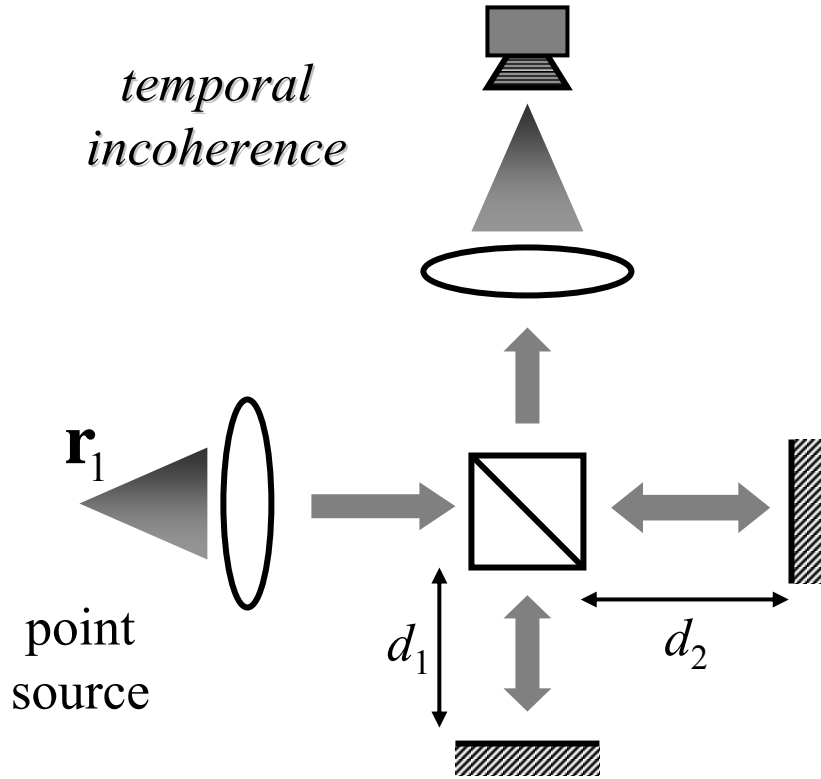 temporal
incoherence
r₁
point
source
d₁
d₂